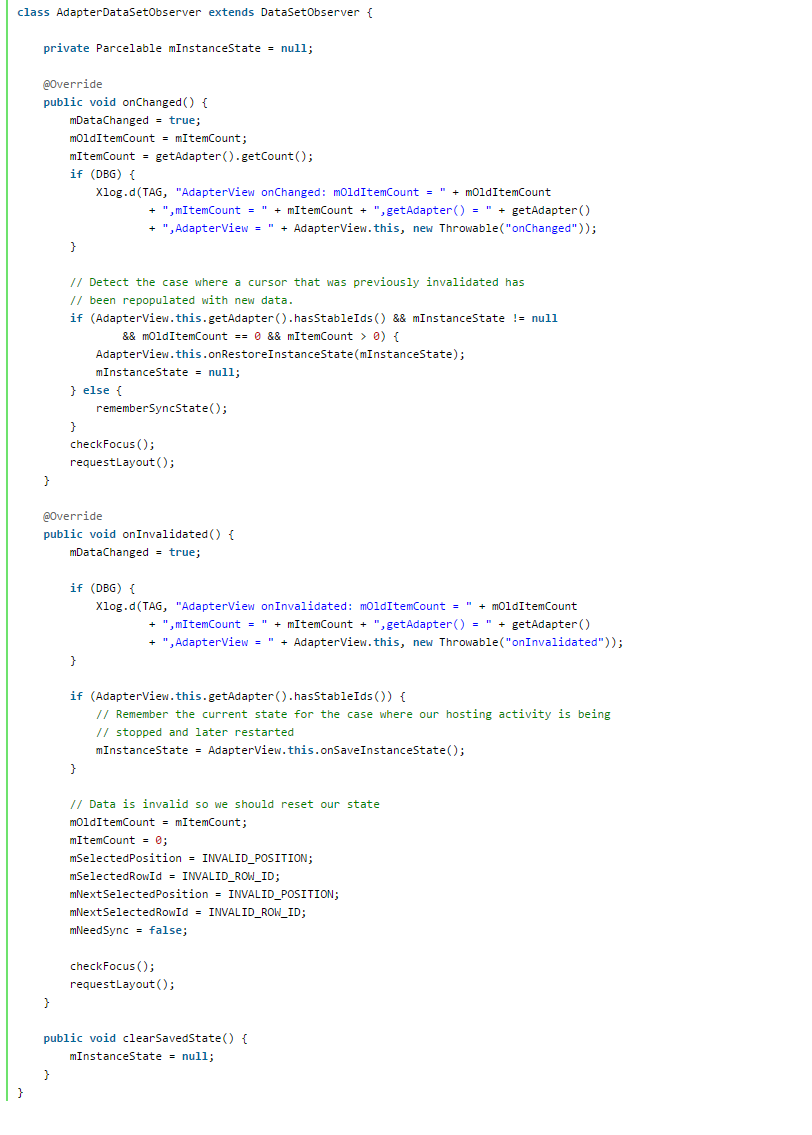 class AdapterDataSetObserver extends DataSetObserver {
    private Parcelable mInstanceState = null;
    @Override
    public void onChanged() {
        mDataChanged = true;
        mOldItemCount = mItemCount;
        mItemCount = getAdapter().getCount();
        if (DBG) {
            Xlog.d(TAG, "AdapterView onChanged: mOldItemCount = " + mOldItemCount
                    + ",mItemCount = " + mItemCount + ",getAdapter() = " + getAdapter()
                    + ",AdapterView = " + AdapterView.this, new Throwable("onChanged"));
        }
        // Detect the case where a cursor that was previously invalidated has
        // been repopulated with new data.
        if (AdapterView.this.getAdapter().hasStableIds() && mInstanceState != null
                && mOldItemCount == 0 && mItemCount > 0) {
            AdapterView.this.onRestoreInstanceState(mInstanceState);
            mInstanceState = null;
        } else {
            rememberSyncState();
        }
        checkFocus();
        requestLayout();
    }
    @Override
    public void onInvalidated() {
        mDataChanged = true;
        if (DBG) {
            Xlog.d(TAG, "AdapterView onInvalidated: mOldItemCount = " + mOldItemCount
                    + ",mItemCount = " + mItemCount + ",getAdapter() = " + getAdapter()
                    + ",AdapterView = " + AdapterView.this, new Throwable("onInvalidated"));
        }
        if (AdapterView.this.getAdapter().hasStableIds()) {
            // Remember the current state for the case where our hosting activity is being
            // stopped and later restarted
            mInstanceState = AdapterView.this.onSaveInstanceState();
        }
        // Data is invalid so we should reset our state
        mOldItemCount = mItemCount;
        mItemCount = 0;
        mSelectedPosition = INVALID_POSITION;
        mSelectedRowId = INVALID_ROW_ID;
        mNextSelectedPosition = INVALID_POSITION;
        mNextSelectedRowId = INVALID_ROW_ID;
        mNeedSync = false;
        checkFocus();
        requestLayout();
    }
    public void clearSavedState() {
        mInstanceState = null;
    }
}